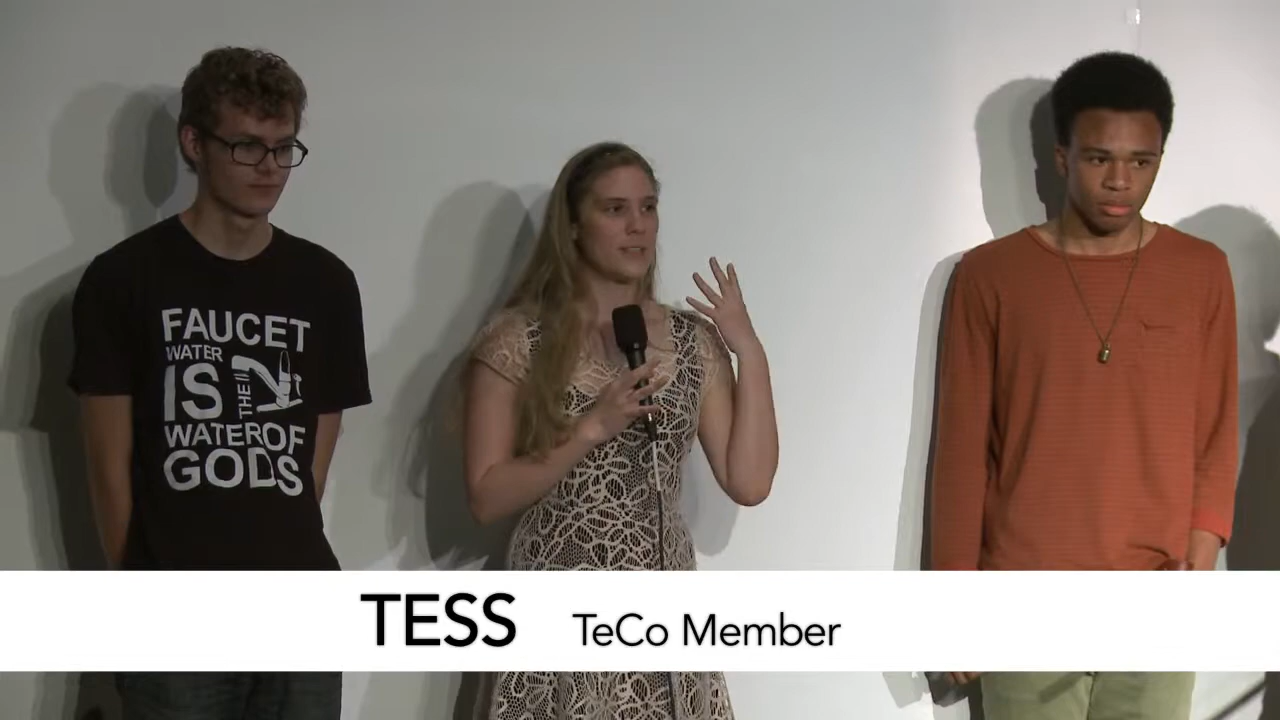 FAUCET
WATER
IS THE
WATER OF
GODS
TESS TeCo Member